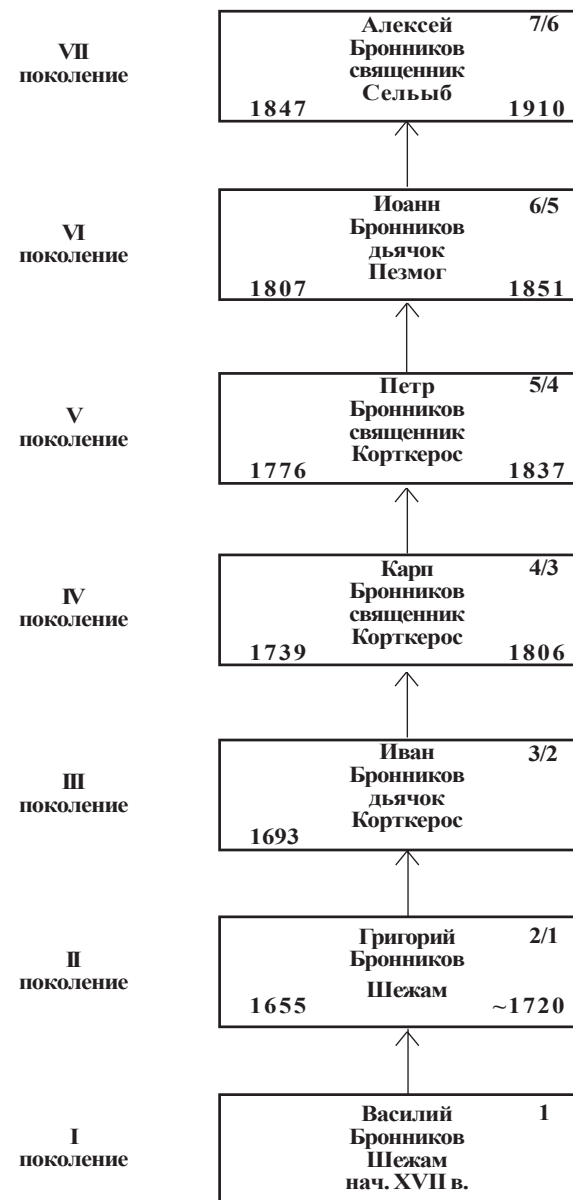 VII
поколение
Алексей 7/6
Бронников
священник
Сельыб
1847 1910
VI
поколение
Иоанн 6/5
Бронников
дьячок
Пезмог
1807 1851
V
поколение
Петр 5/4
Бронников
священник
Корткерос
1776 1837
IV
поколение
Карп 4/3
Бронников
священник
Корткерос
1739 1806
III
поколение
Иван 3/2
Бронников
дьячок
Корткерос
1693
II
поколение
Григорий 2/1
Бронников
Шежам
1655 ~1720
I
поколение
Василий 1
Бронников
Шежам
нач. XVII в.